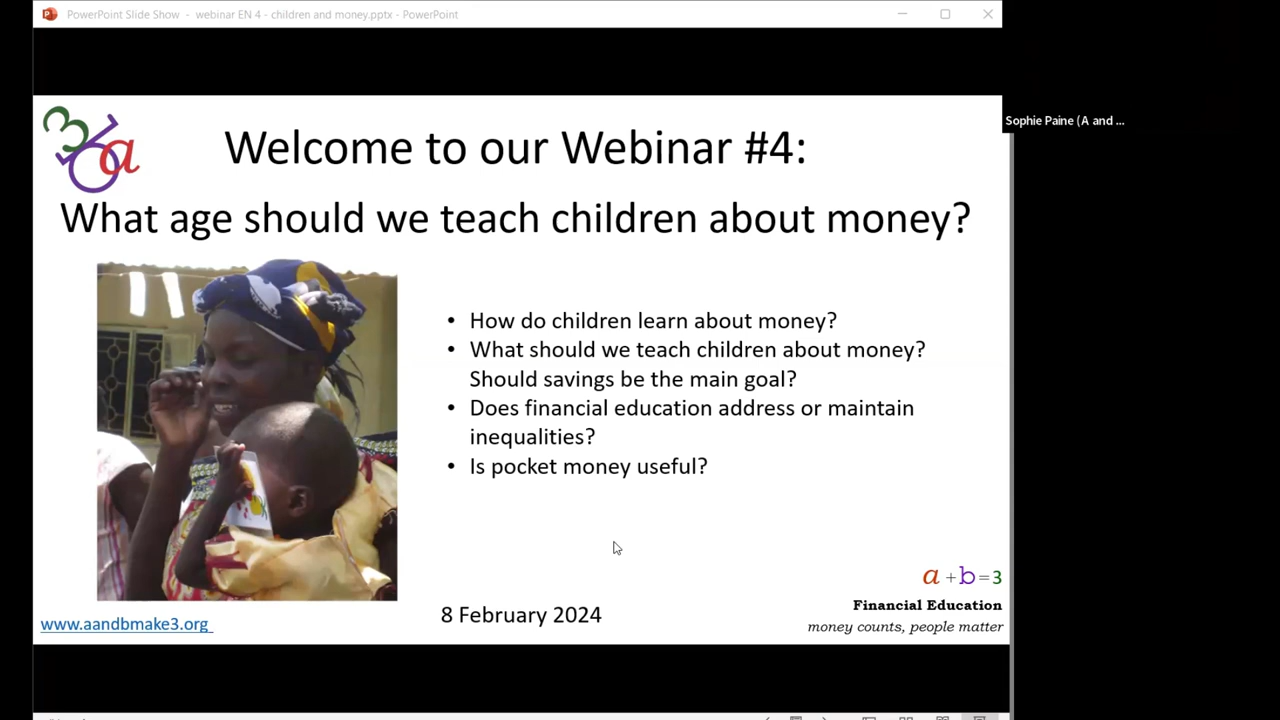 PowerPoint Slide Show - webinar EN 4 - children and money.pptx - PowerPoint
Sophie Paine (A and ...
Welcome to our Webinar #4:
What age should we teach children about money?
• How do children learn about money?
• What should we teach children about money?
Should savings be the main goal?
• Does financial education address or maintain
inequalities?
• Is pocket money useful?
a+b=3
Financial Education
money counts, people matter
8 February 2024
www.aandbmake3.org